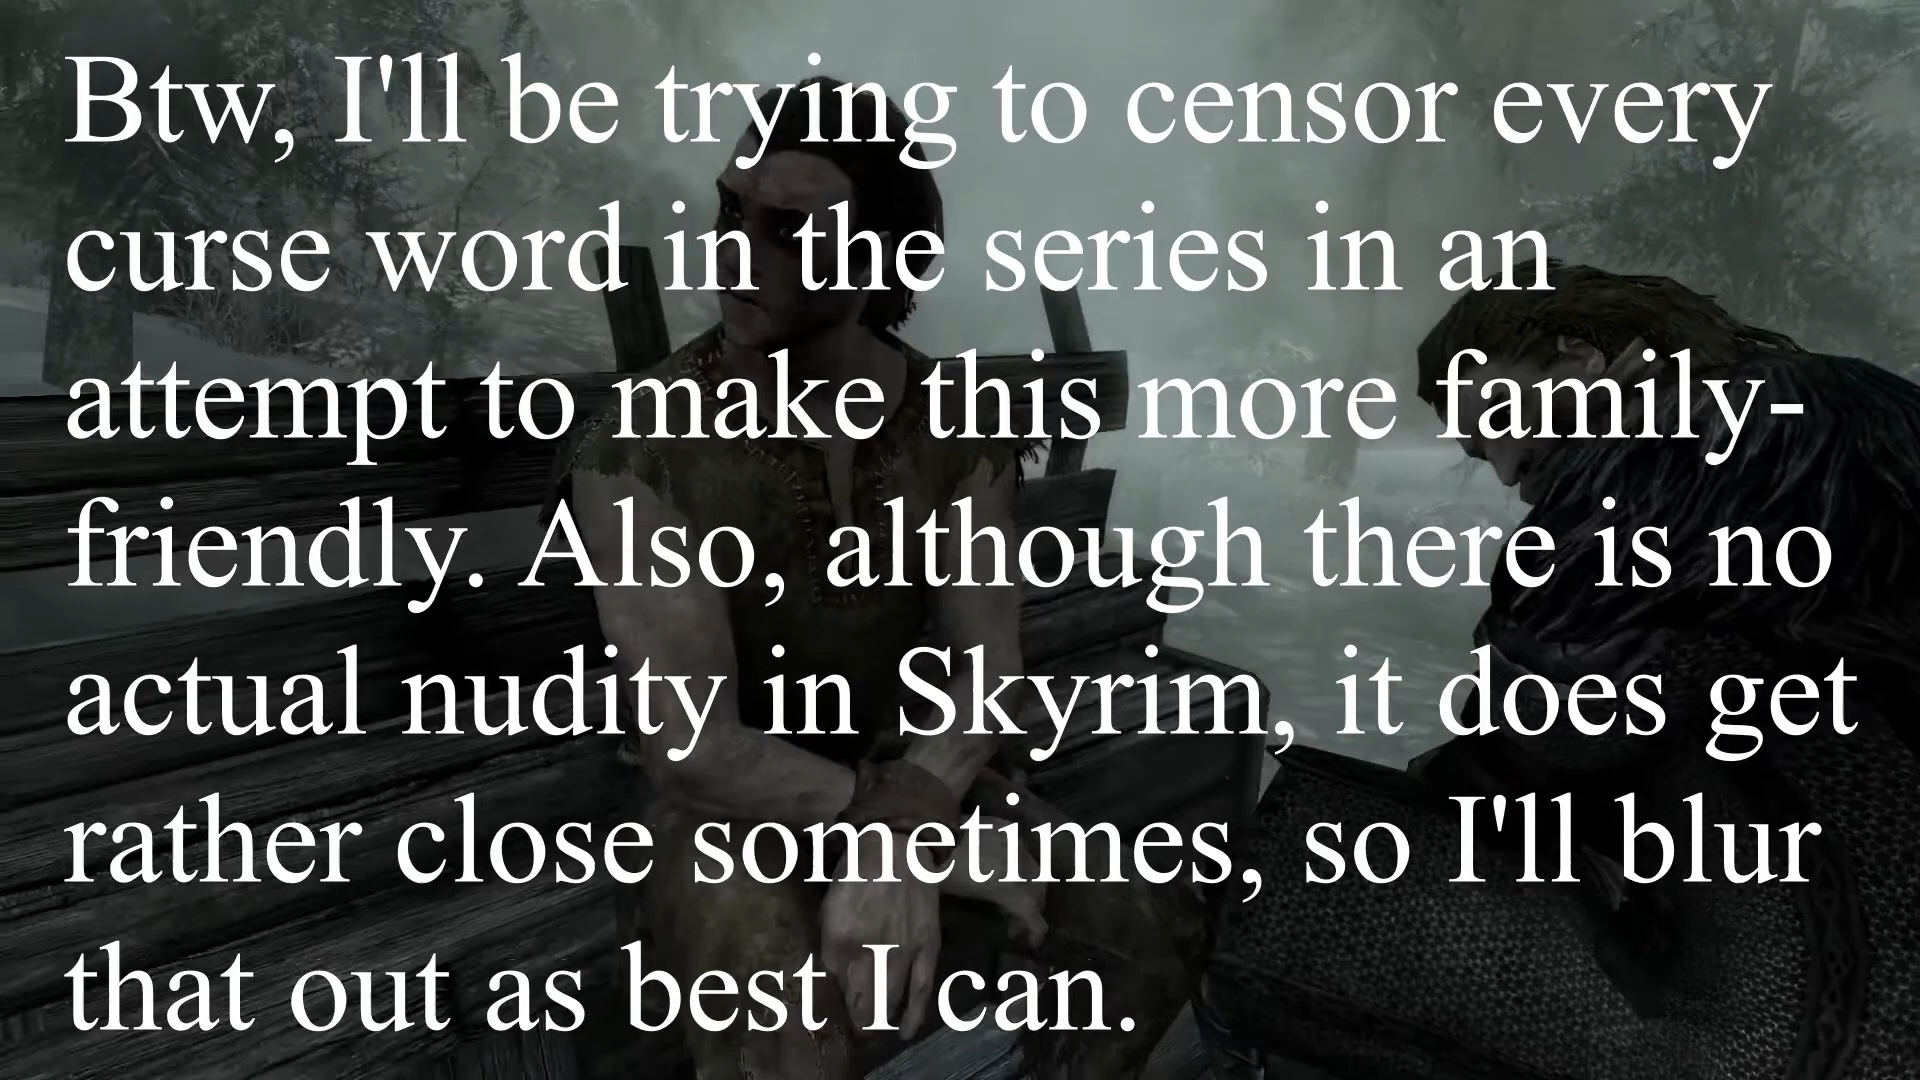 Btw, I'll be trying to censor every
curse word in the series in an
attempt to make this more family-
friendly. Also, although there is no
actual nudity in Skyrim, it does get
rather close sometimes, so I'll blur
that out as best I can.